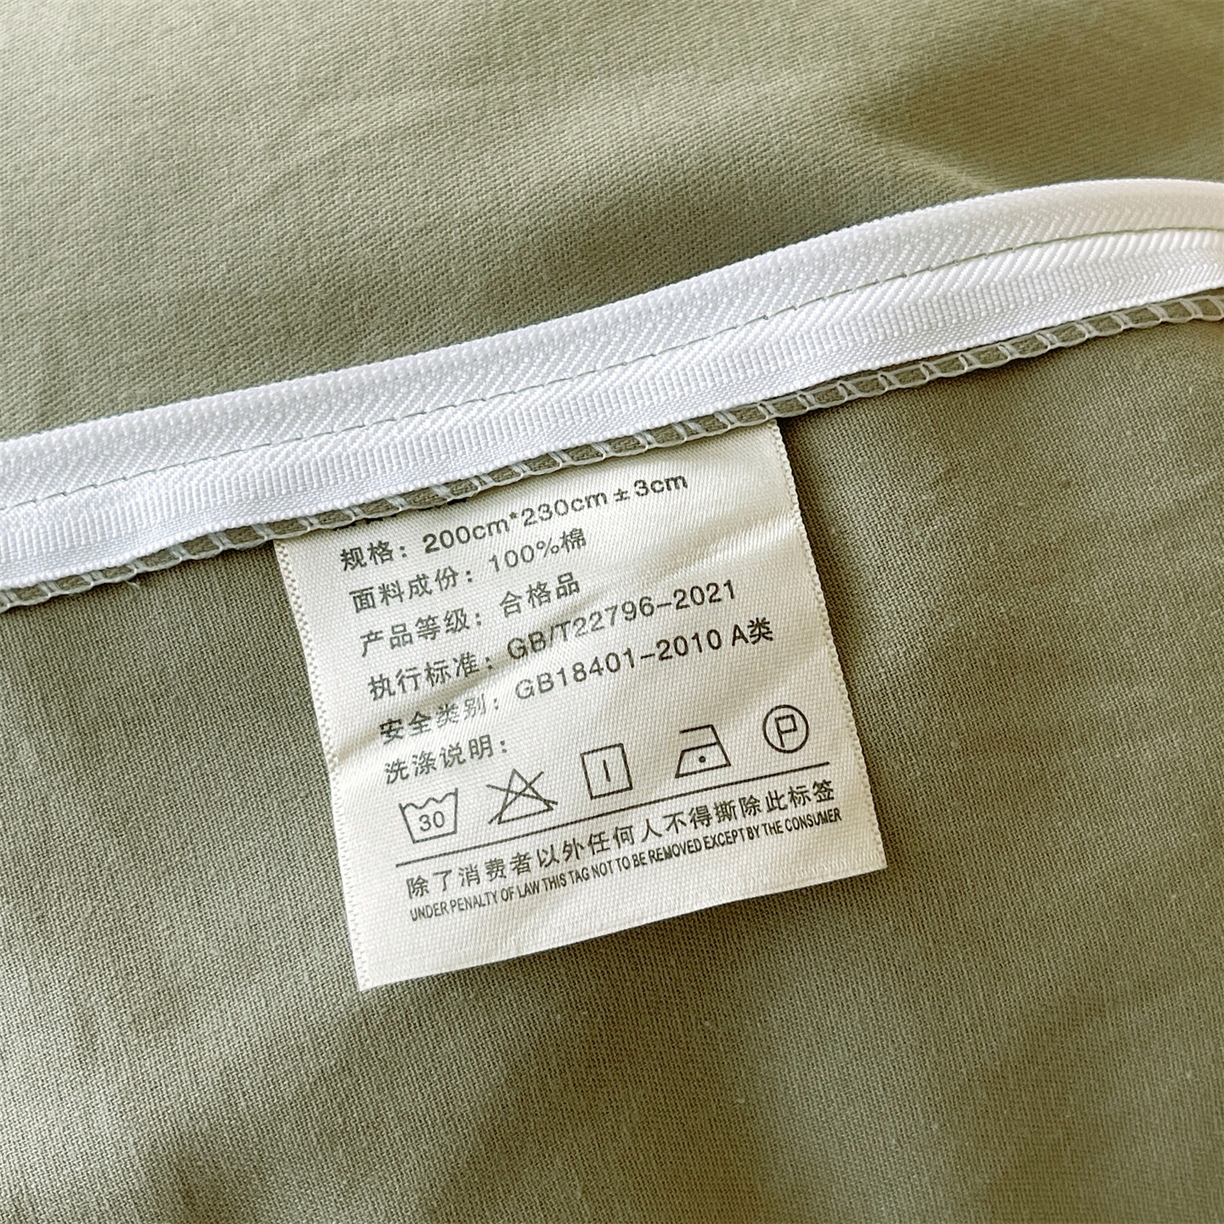 规格：200cm*230cm±3cm
面料成份：100%棉
产品等级：合格品
执行标准：GB/T22796-2021
安全类别：GB18401-2010 A类
洗涤说明：
30
P
除了消费者以外任何人不得撕除此标签
UNDER PENALTY OF LAW THIS TAG NOT TO BE REMOVED EXCEPT BY THE CONSUMER